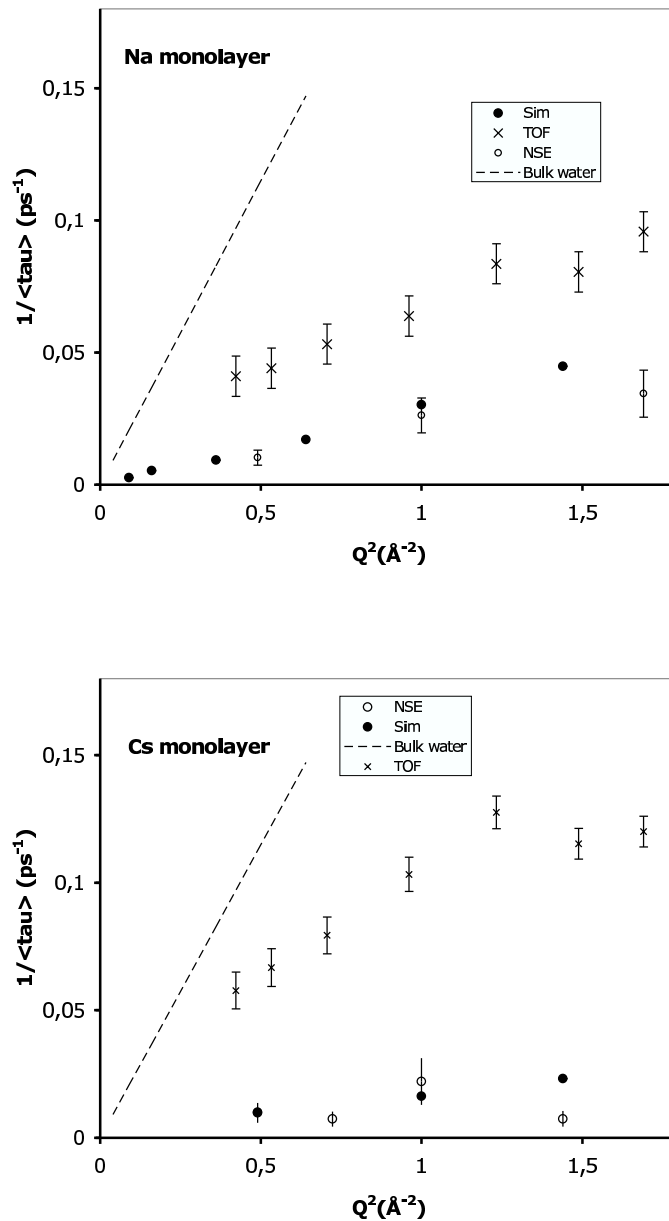 Na monolayer
Sim
TOF
NSE
Bulk water
0,15
0,1
0,05
0
1/<tau> (ps⁻¹)
0
0,5
1
1,5
Q²(Å⁻²)
Cs monolayer
NSE
Sim
Bulk water
TOF
0,15
0,1
0,05
0
1/<tau> (ps⁻¹)
0
0,5
1
1,5
Q²(Å⁻²)